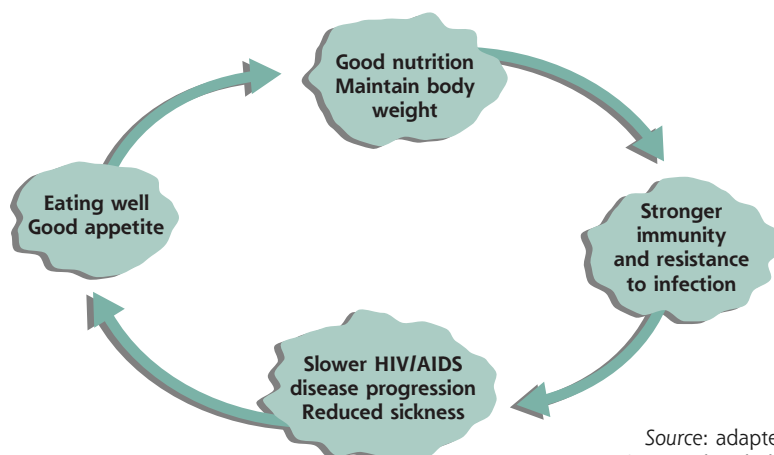 Good nutrition
Maintain body
weight
Eating well
Good appetite
Stronger
immunity
and resistance
to infection
Slower HIV/AIDS
disease progression
Reduced sickness
Source: adapte